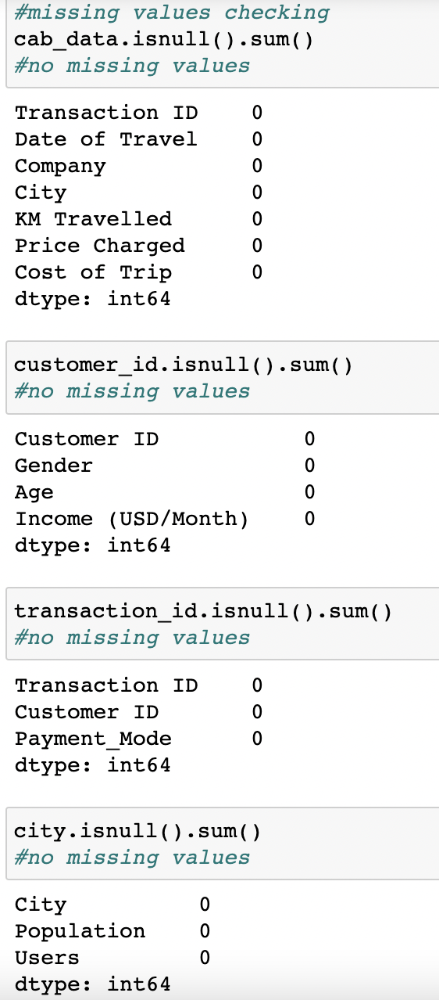 #missing values checking
cab_data.isnull().sum()
#no missing values
Transaction ID 0
Date of Travel 0
Company 0
City 0
KM Travelled 0
Price Charged 0
Cost of Trip 0
dtype: int64
customer_id.isnull().sum()
#no missing values
Customer ID 0
Gender 0
Age 0
Income (USD/Month) 0
dtype: int64
transaction_id.isnull().sum()
#no missing values
Transaction ID 0
Customer ID 0
Payment_Mode 0
dtype: int64
city.isnull().sum()
#no missing values
City 0
Population 0
Users 0
dtype: int64